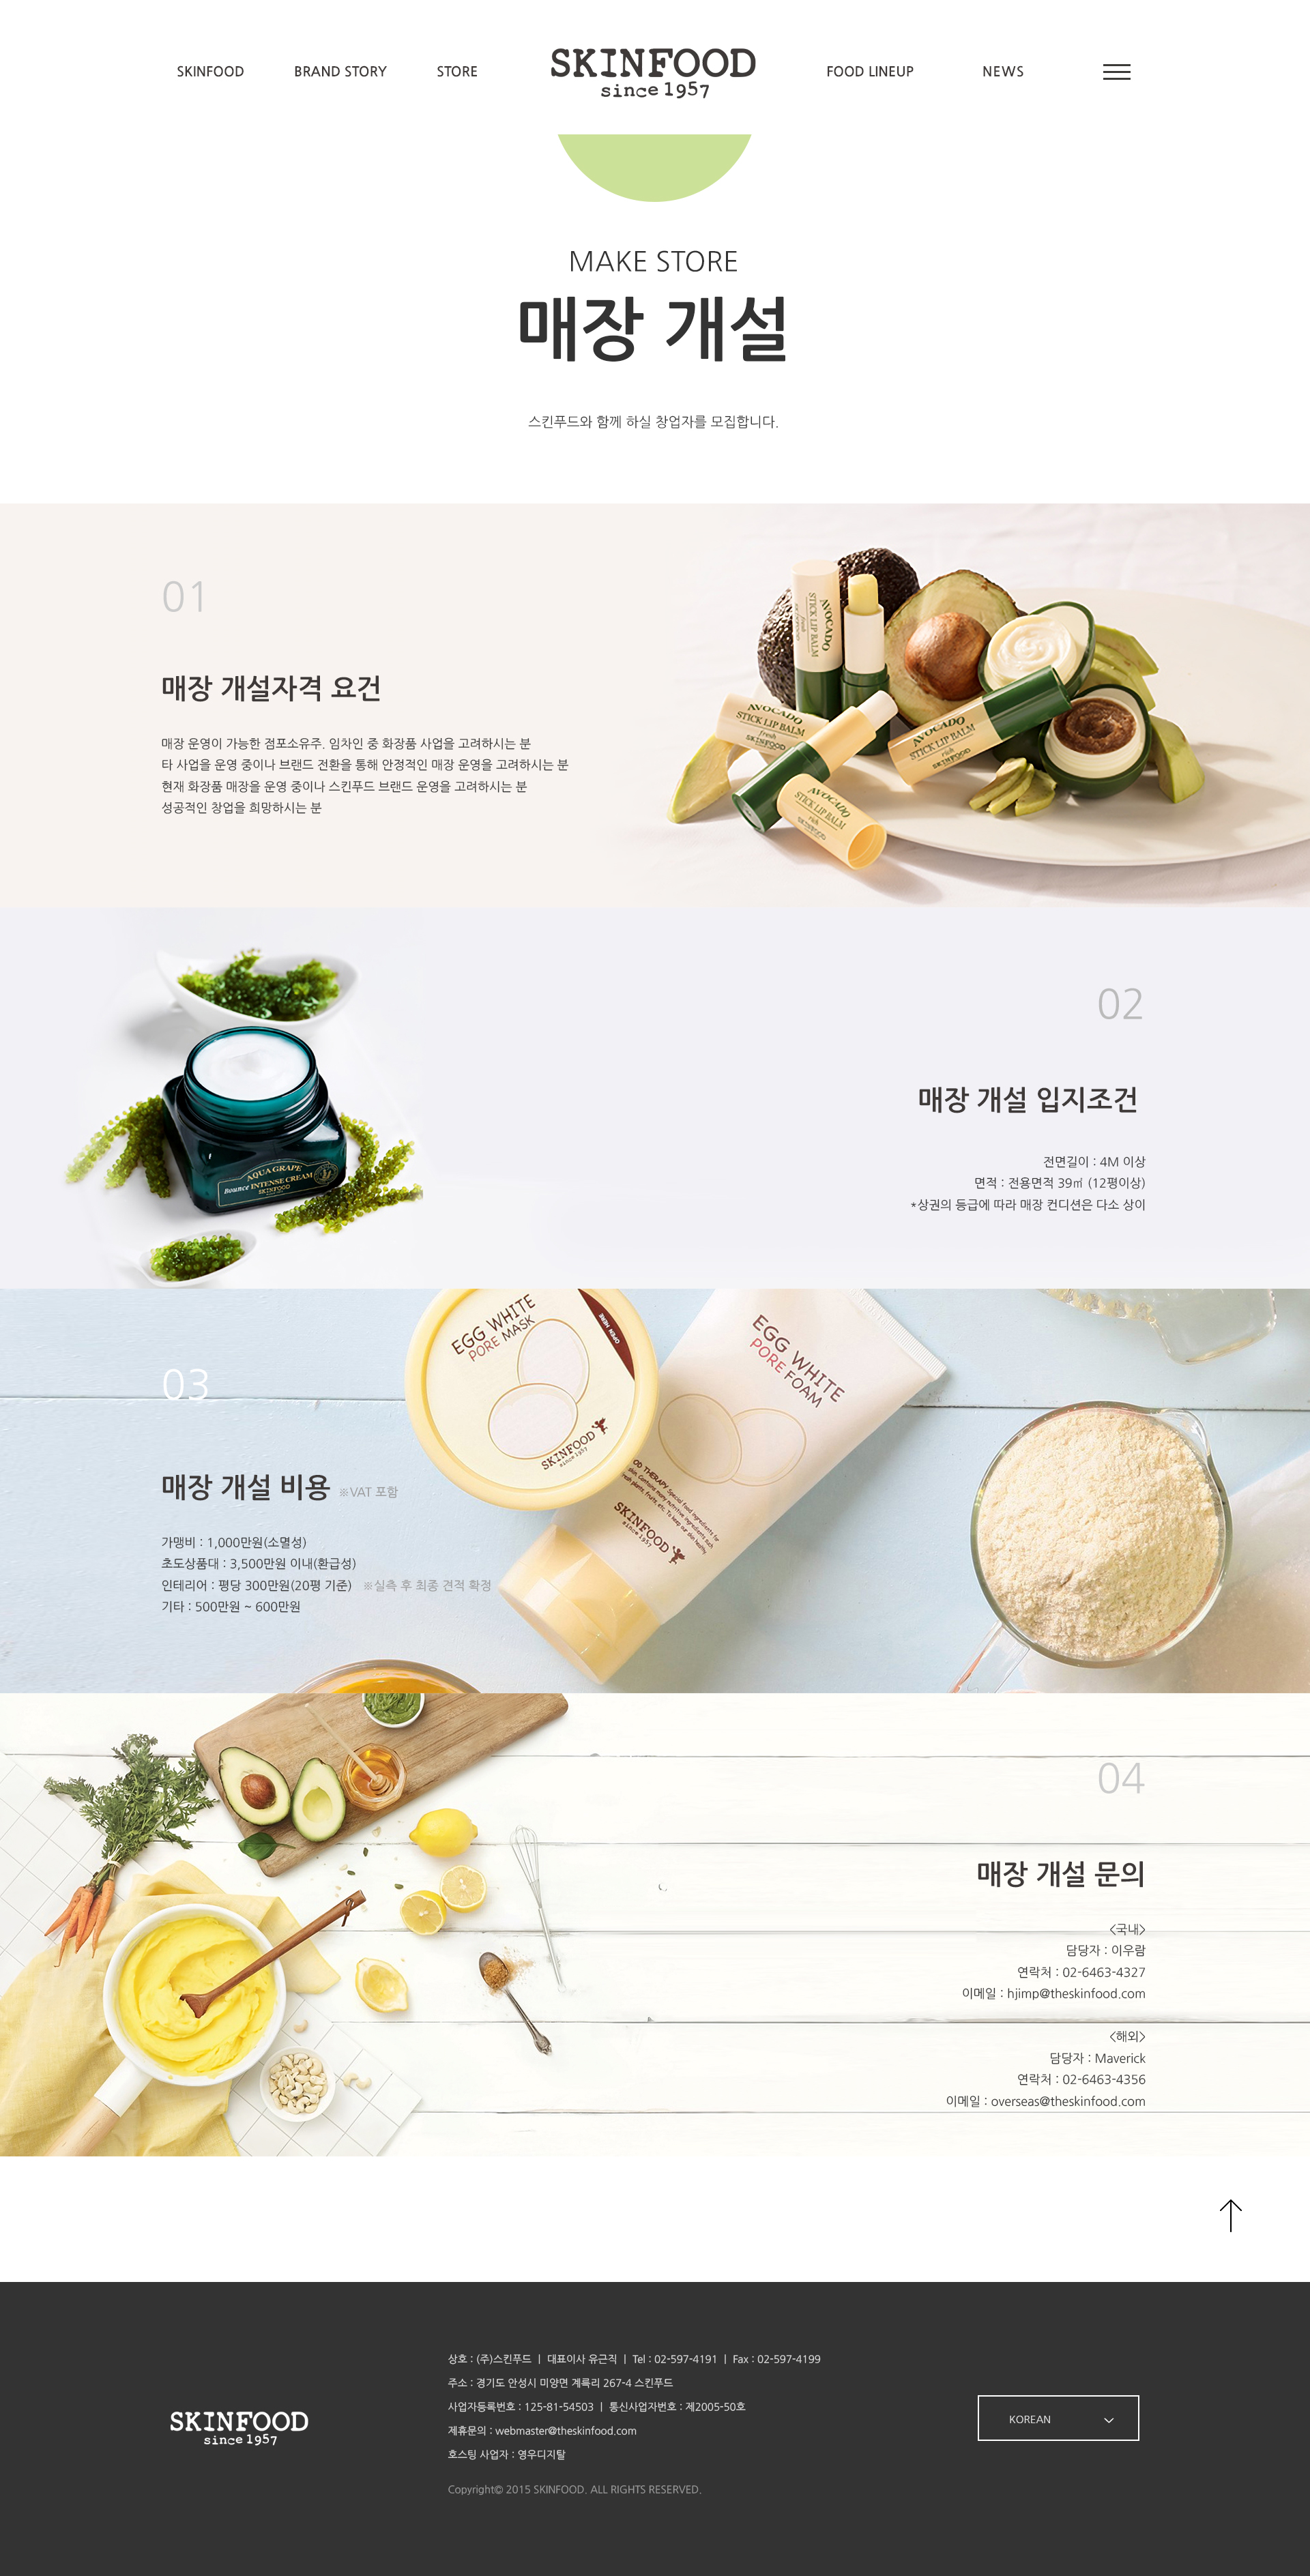 SKINFOOD BRAND STORY STORE
SKINFOOD
since 1957
FOOD LINEUP NEWS
MAKE STORE
매장 개설
스킨푸드와 함께 하실 창업자를 모집합니다.
01
매장 개설자격 요건
매장 운영이 가능한 점포소유주. 임차인 중 화장품 사업을 고려하시는 분
타 사업을 운영 중이나 브랜드 전환을 통해 안정적인 매장 운영을 고려하시는 분
현재 화장품 매장을 운영 중이나 스킨푸드 브랜드 운영을 고려하시는 분
성공적인 창업을 희망하시는 분
AVOCADO
STICK LIP BALM
fresh
AVOCADO
AVOCADO
STICK LIP BALM
fresh
SKINFOOD
AVOCADO
STICK LIP BALM
rich
AVOCADO
STICK LIP BALM
rich
SKINFOOD
02
매장 개설 입지조건
전면길이 : 4M 이상
면적 : 전용면적 39㎡ (12평이상)
*상권의 등급에 따라 매장 컨디션은 다소 상이
AQUA GRAPE
Bounce INTENSE CREAM
SKINFOOD
03
매장 개설 비용 ※VAT 포함
가맹비 : 1,000만원(소멸성)
초도상품대 : 3,500만원 이내(환급성)
인테리어 : 평당 300만원(20평 기준) ※실측 후 최종 견적 확정
기타 : 500만원 ~ 600만원
EGG WHITE
PORE MASK
OPEN HERE
SKINFOOD
since 1957
EGG WHITE
PORE FOAM
SKINFOOD
since 1957
04
매장 개설 문의
<국내>
담당자 : 이우람
연락처 : 02-6463-4327
이메일 : hjimp@theskinfood.com
<해외>
담당자 : Maverick
연락처 : 02-6463-4356
이메일 : overseas@theskinfood.com
SKINFOOD
since 1957
상호 : (주)스킨푸드 | 대표이사 유근직 | Tel : 02-597-4191 | Fax : 02-597-4199
주소 : 경기도 안성시 미양면 계륵리 267-4 스킨푸드
사업자등록번호 : 125-81-54503 | 통신사업자번호 : 제2005-50호
제휴문의 : webmaster@theskinfood.com
호스팅 사업자 : 영우디지탈
Copyright© 2015 SKINFOOD. ALL RIGHTS RESERVED.
KOREAN